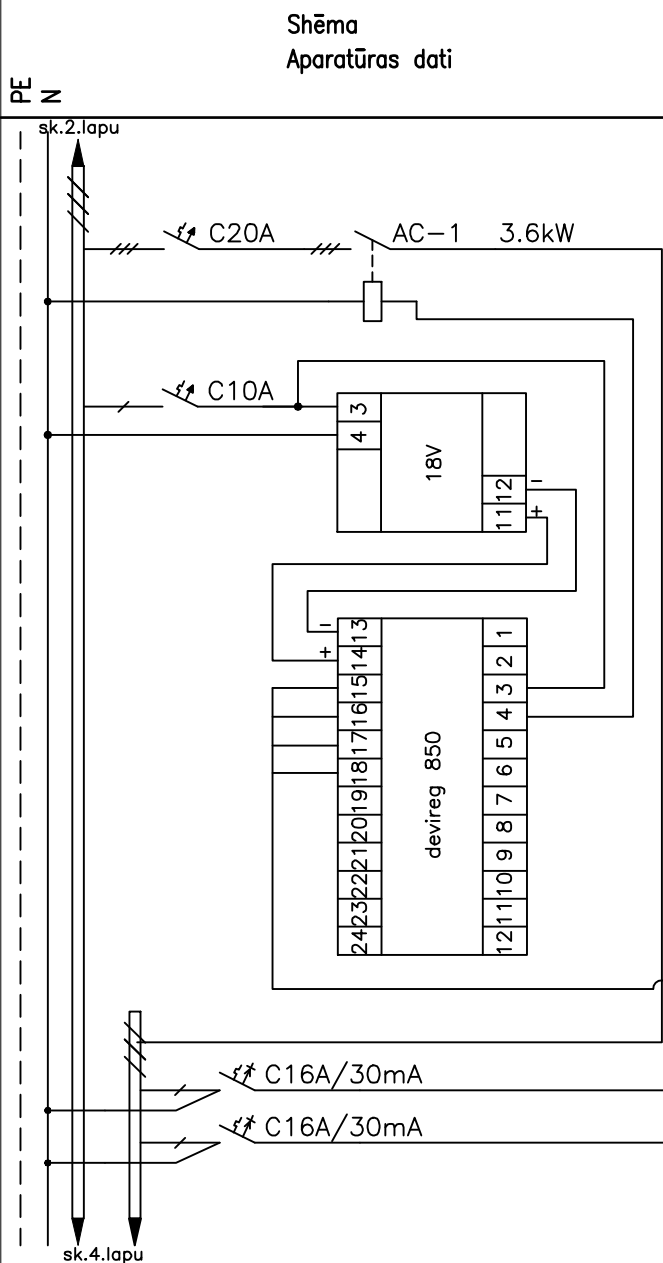 Shēma
Aparatūras dati
PE
N
sk.2.lapu
C20A AC-1 3.6kW
C10A
3
4
18V
12 -
11 +
- 13
+ 14
15
16
17
18
19
20
21
22
23
24
devireg 850
1
2
3
4
5
6
7
8
9
10
11
12
C16A/30mA
C16A/30mA
sk.4.lapu